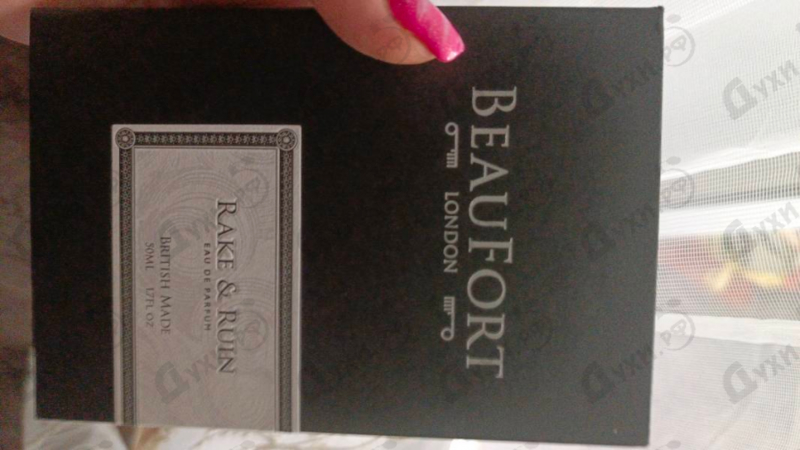 BEAUFORT
LONDON
RAKE & RUIN
EAU DE PARFUM
BRITISH MADE
50ML 1.7FL OZ
Духи.рф